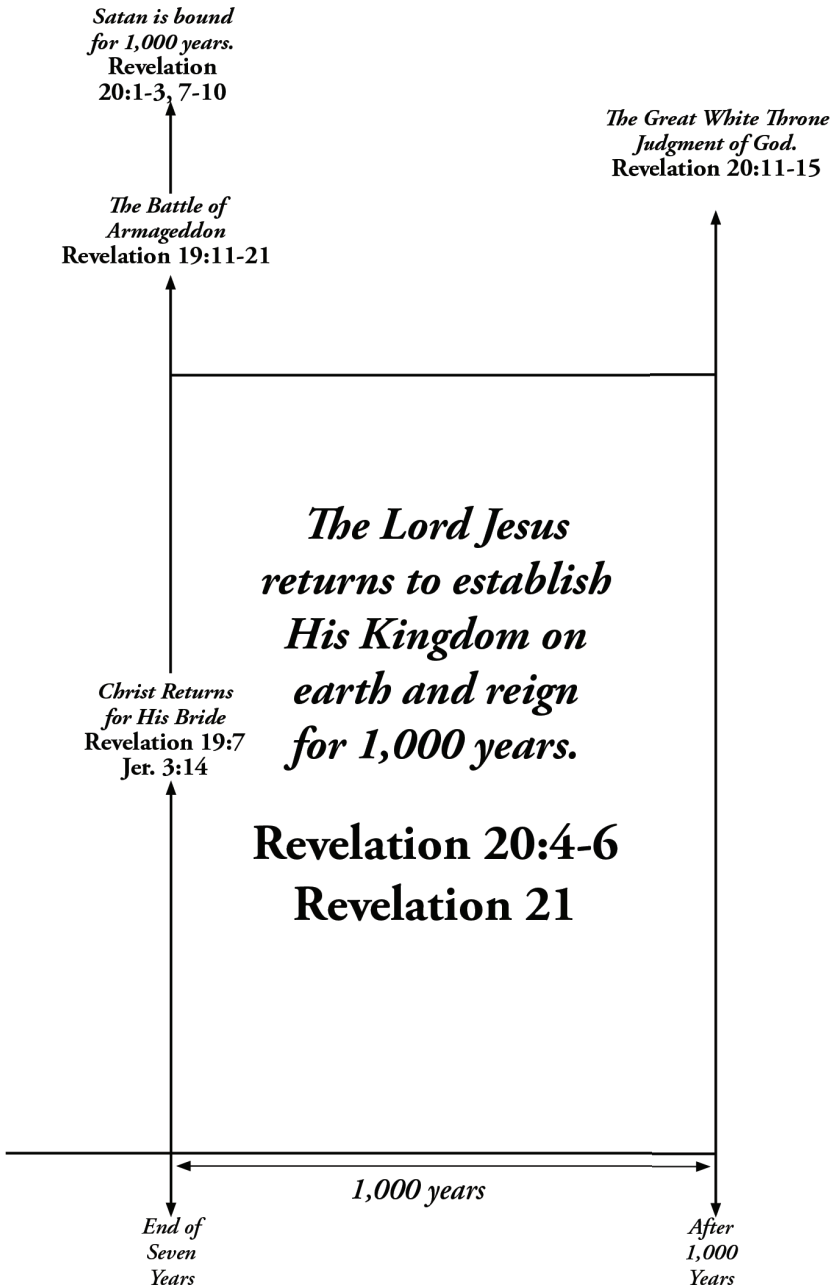 Satan is bound
for 1,000 years.
Revelation
20:1-3, 7-10
The Great White Throne
Judgment of God.
Revelation 20:11-15
The Battle of
Armageddon
Revelation 19:11-21
The Lord Jesus
returns to establish
His Kingdom on
earth and reign
for 1,000 years.
Christ Returns
for His Bride
Revelation 19:7
Jer. 3:14
Revelation 20:4-6
Revelation 21
1,000 years
End of
Seven
Years
After
1,000
Years